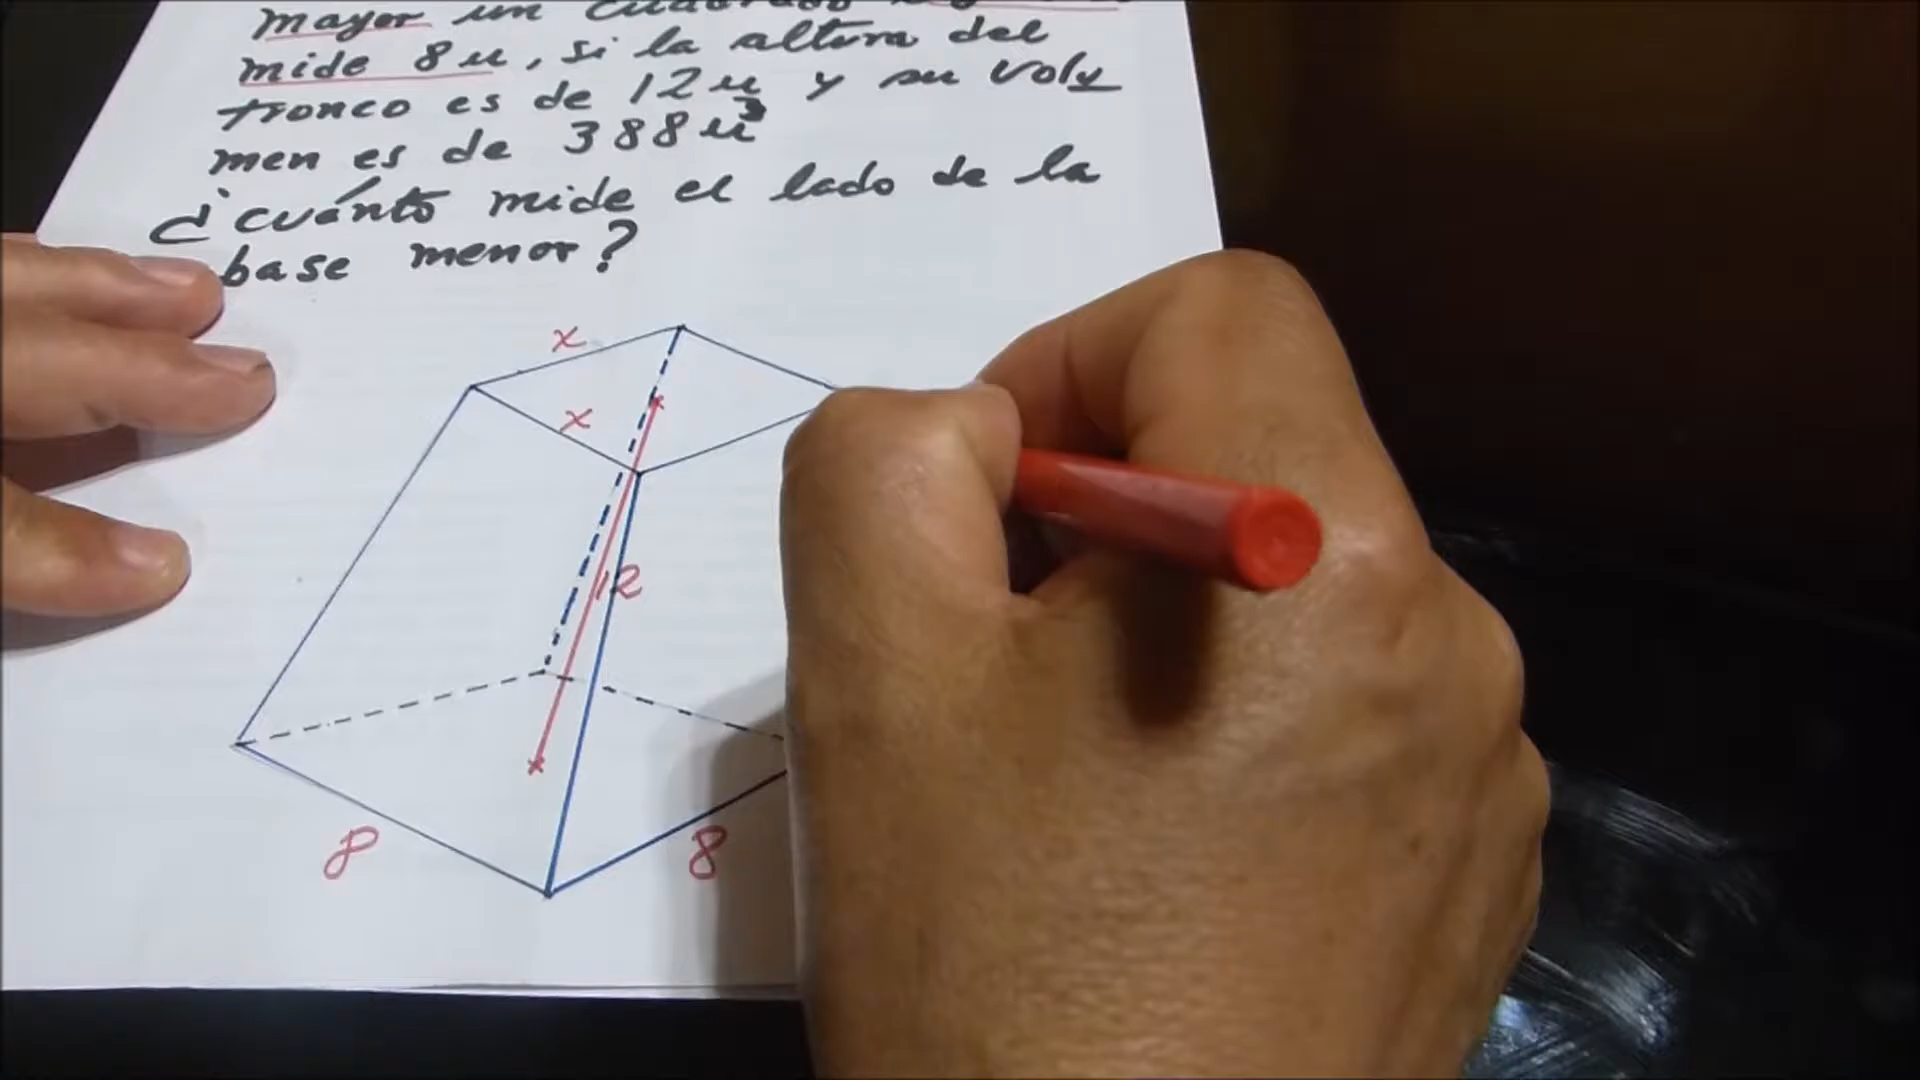 mayor un cuadrado
mide 8u, si la altura del
tronco es de 12u y su volu
men es de 388u³
¿cuánto mide el lado de la
base menor?
x
x
12
8
8